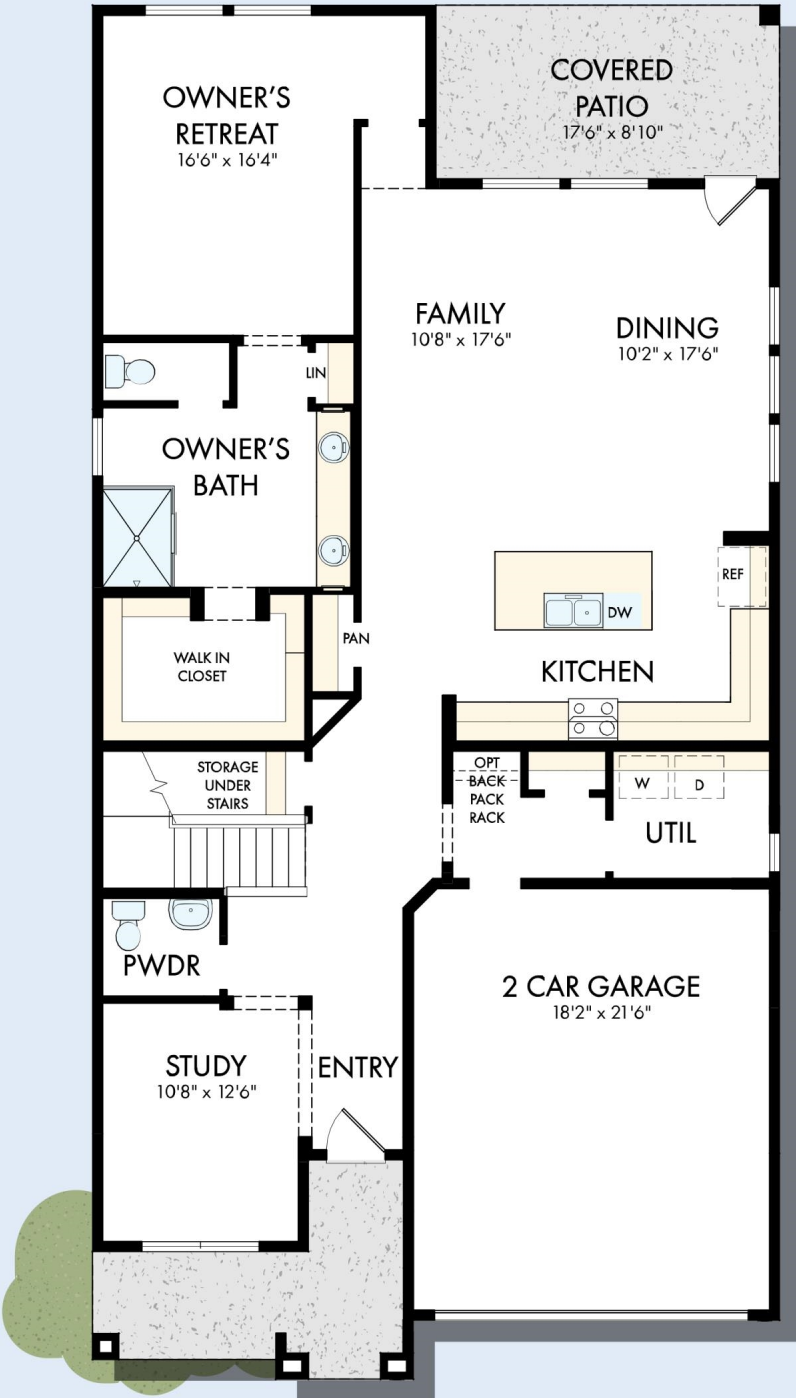 OWNER'S
RETREAT
16'6" x 16'4"
COVERED
PATIO
17'6" x 8'10"
FAMILY
10'8" x 17'6"
DINING
10'2" x 17'6"
LIN
OWNER'S
BATH
REF
DW
PAN
WALK IN
CLOSET
KITCHEN
STORAGE
UNDER
STAIRS
OPT
BACK
PACK
RACK
W
D
UTIL
PWDR
2 CAR GARAGE
18'2" x 21'6"
STUDY
10'8" x 12'6"
ENTRY